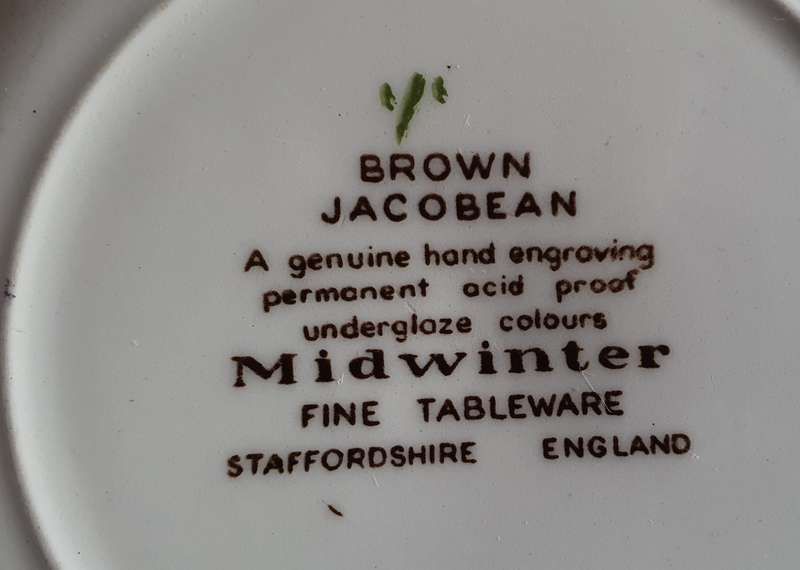 BROWN
JACOBEAN
A genuine hand engraving
permanent acid proof
underglaze colours
Midwinter
FINE TABLEWARE
STAFFORDSHIRE ENGLAND